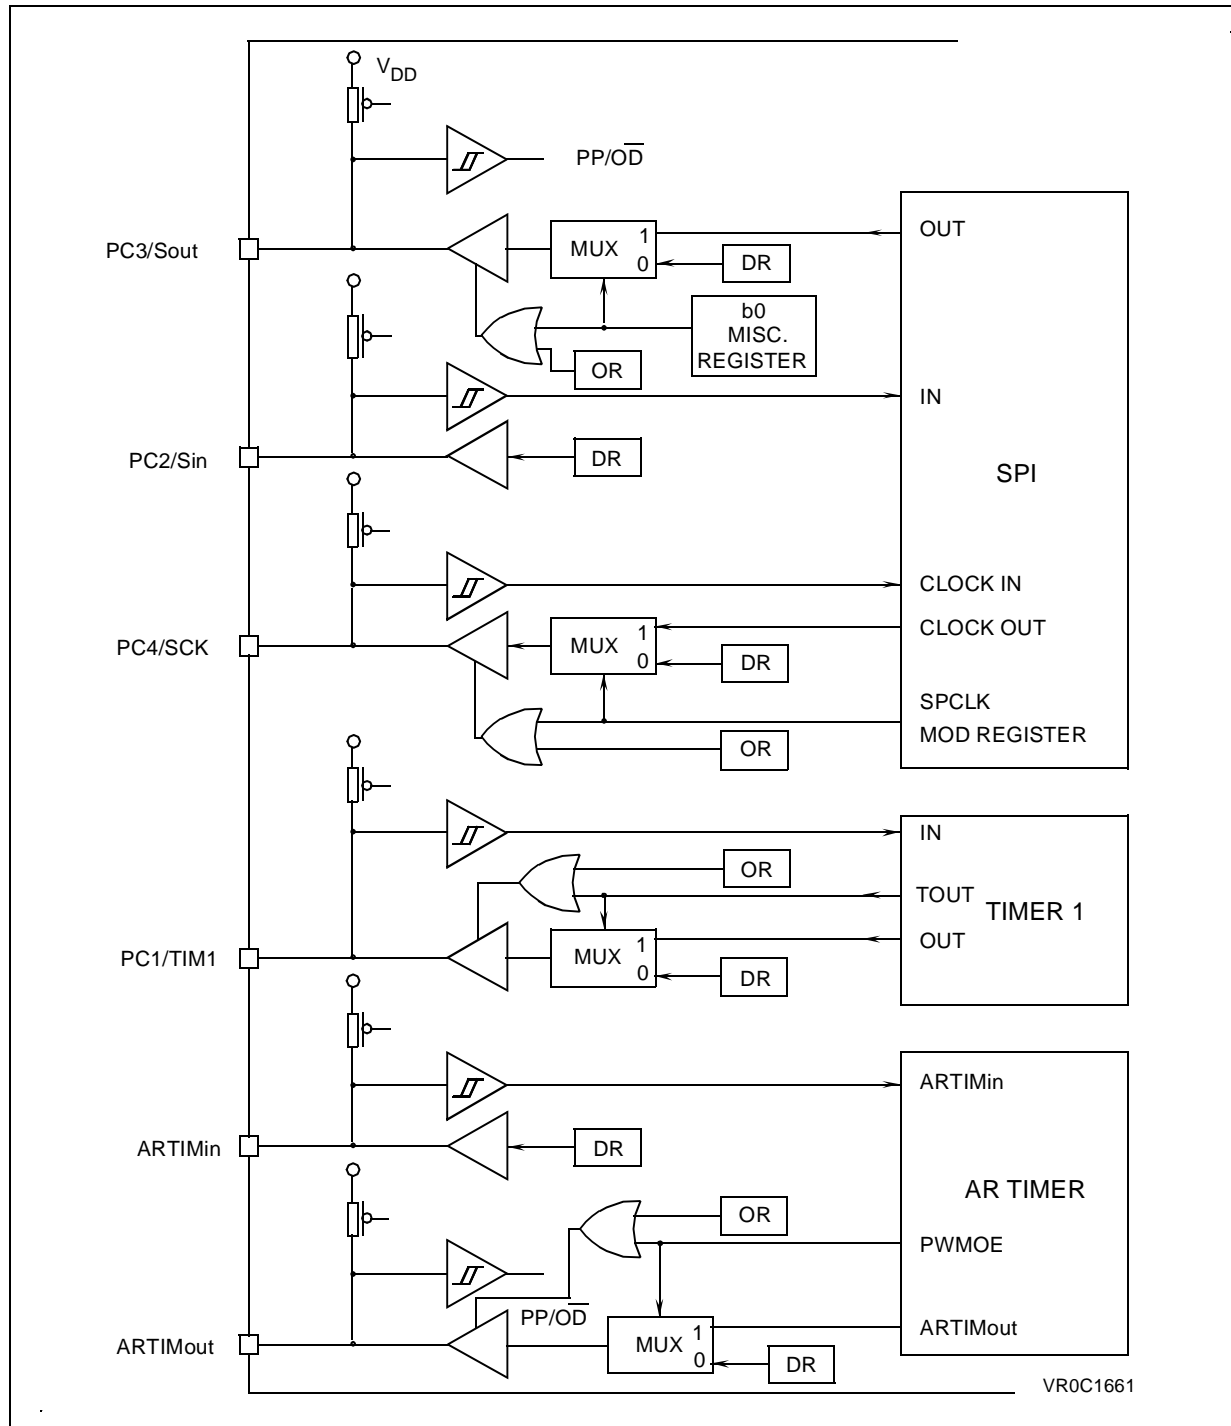 VDD
PP/OD
PC3/Sout
MUX
1
0
OUT
DR
b0
MISC.
REGISTER
OR
IN
PC2/Sin
DR
SPI
CLOCK IN
CLOCK OUT
PC4/SCK
MUX
1
0
DR
SPCLK
MOD REGISTER
OR
IN
OR
TOUT
TIMER 1
OUT
PC1/TIM1
MUX
1
0
DR
ARTIMin
ARTIMin
DR
AR TIMER
OR
PWMOE
PP/OD
ARTIMout
MUX
1
0
ARTIMout
DR
VR0C1661